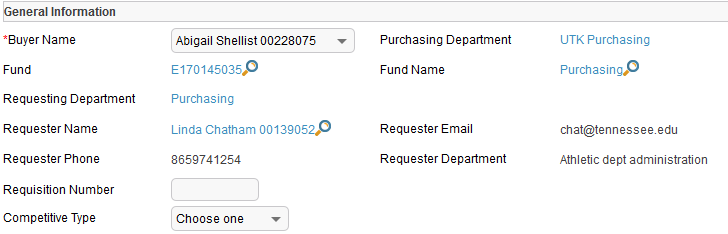 General Information
*Buyer Name Abigail Shellist 00228075 Purchasing Department UTK Purchasing
Fund E170145035 Fund Name Purchasing
Requesting Department Purchasing
Requester Name Linda Chatham 00139052 Requester Email chat@tennessee.edu
Requester Phone 8659741254 Requester Department Athletic dept administration
Requisition Number
Competitive Type Choose one